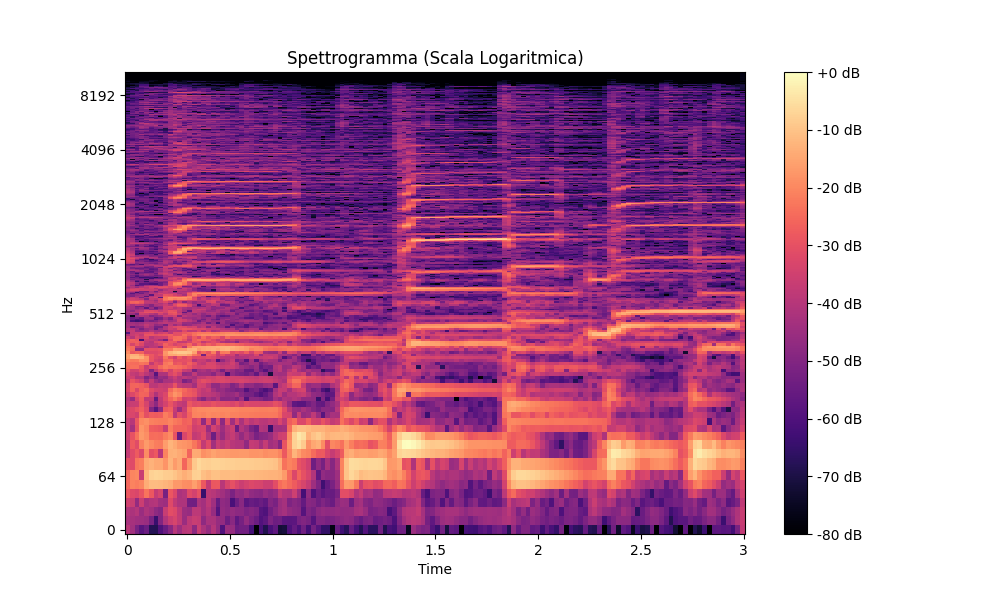 Spettrogramma (Scala Logaritmica)
Hz
8192
4096
2048
1024
512
256
128
64
0
0
0.5
1
1.5
2
2.5
3
Time
+0 dB
-10 dB
-20 dB
-30 dB
-40 dB
-50 dB
-60 dB
-70 dB
-80 dB